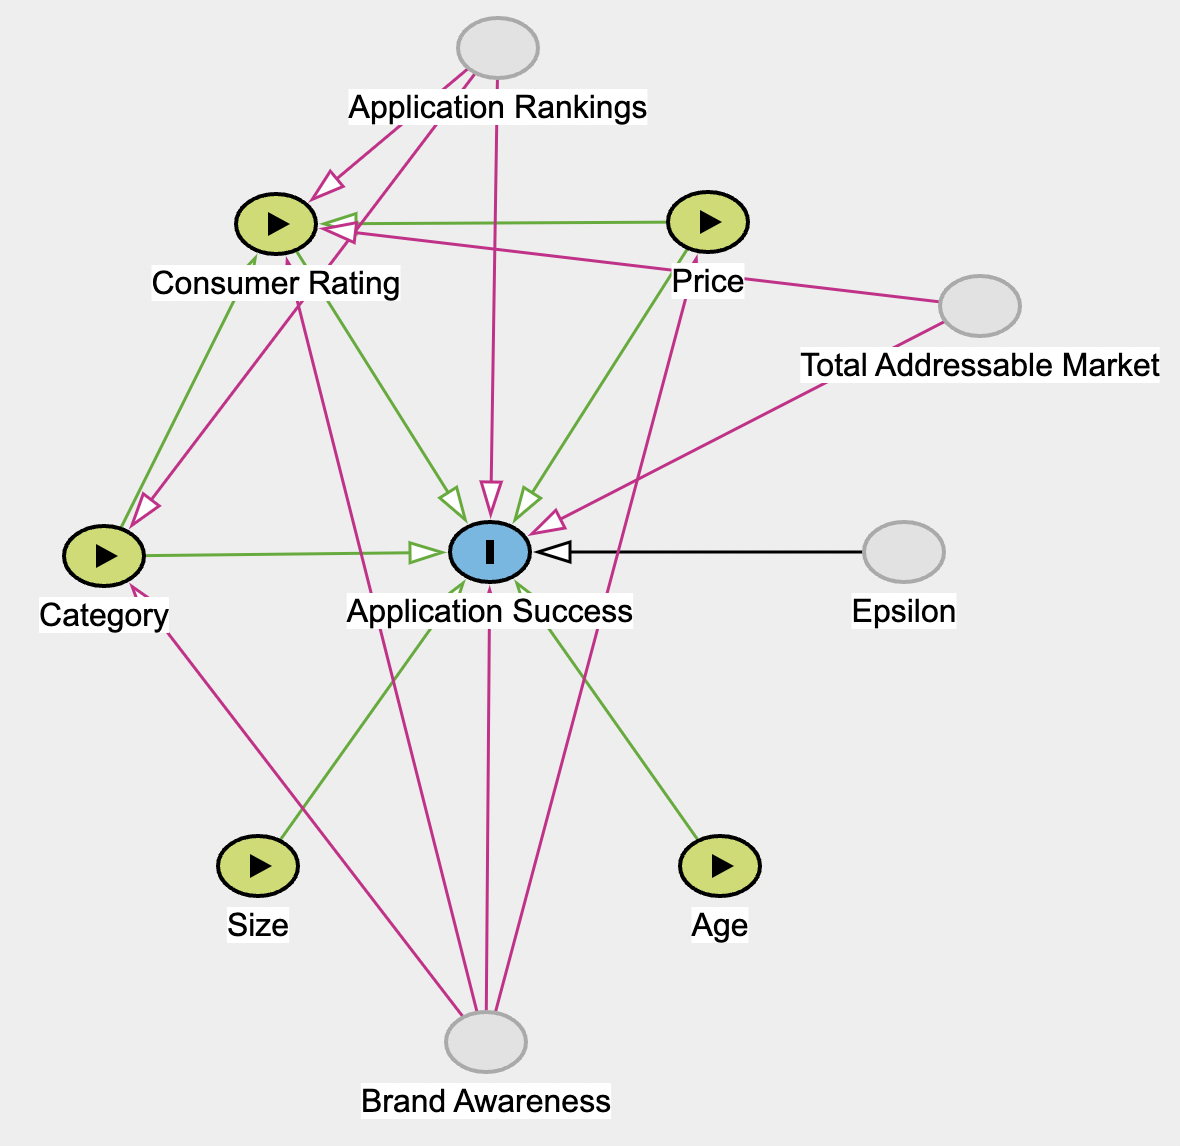 Application Rankings
Consumer Rating
Price
Total Addressable Market
Category
Application Success
Epsilon
Size
Age
Brand Awareness